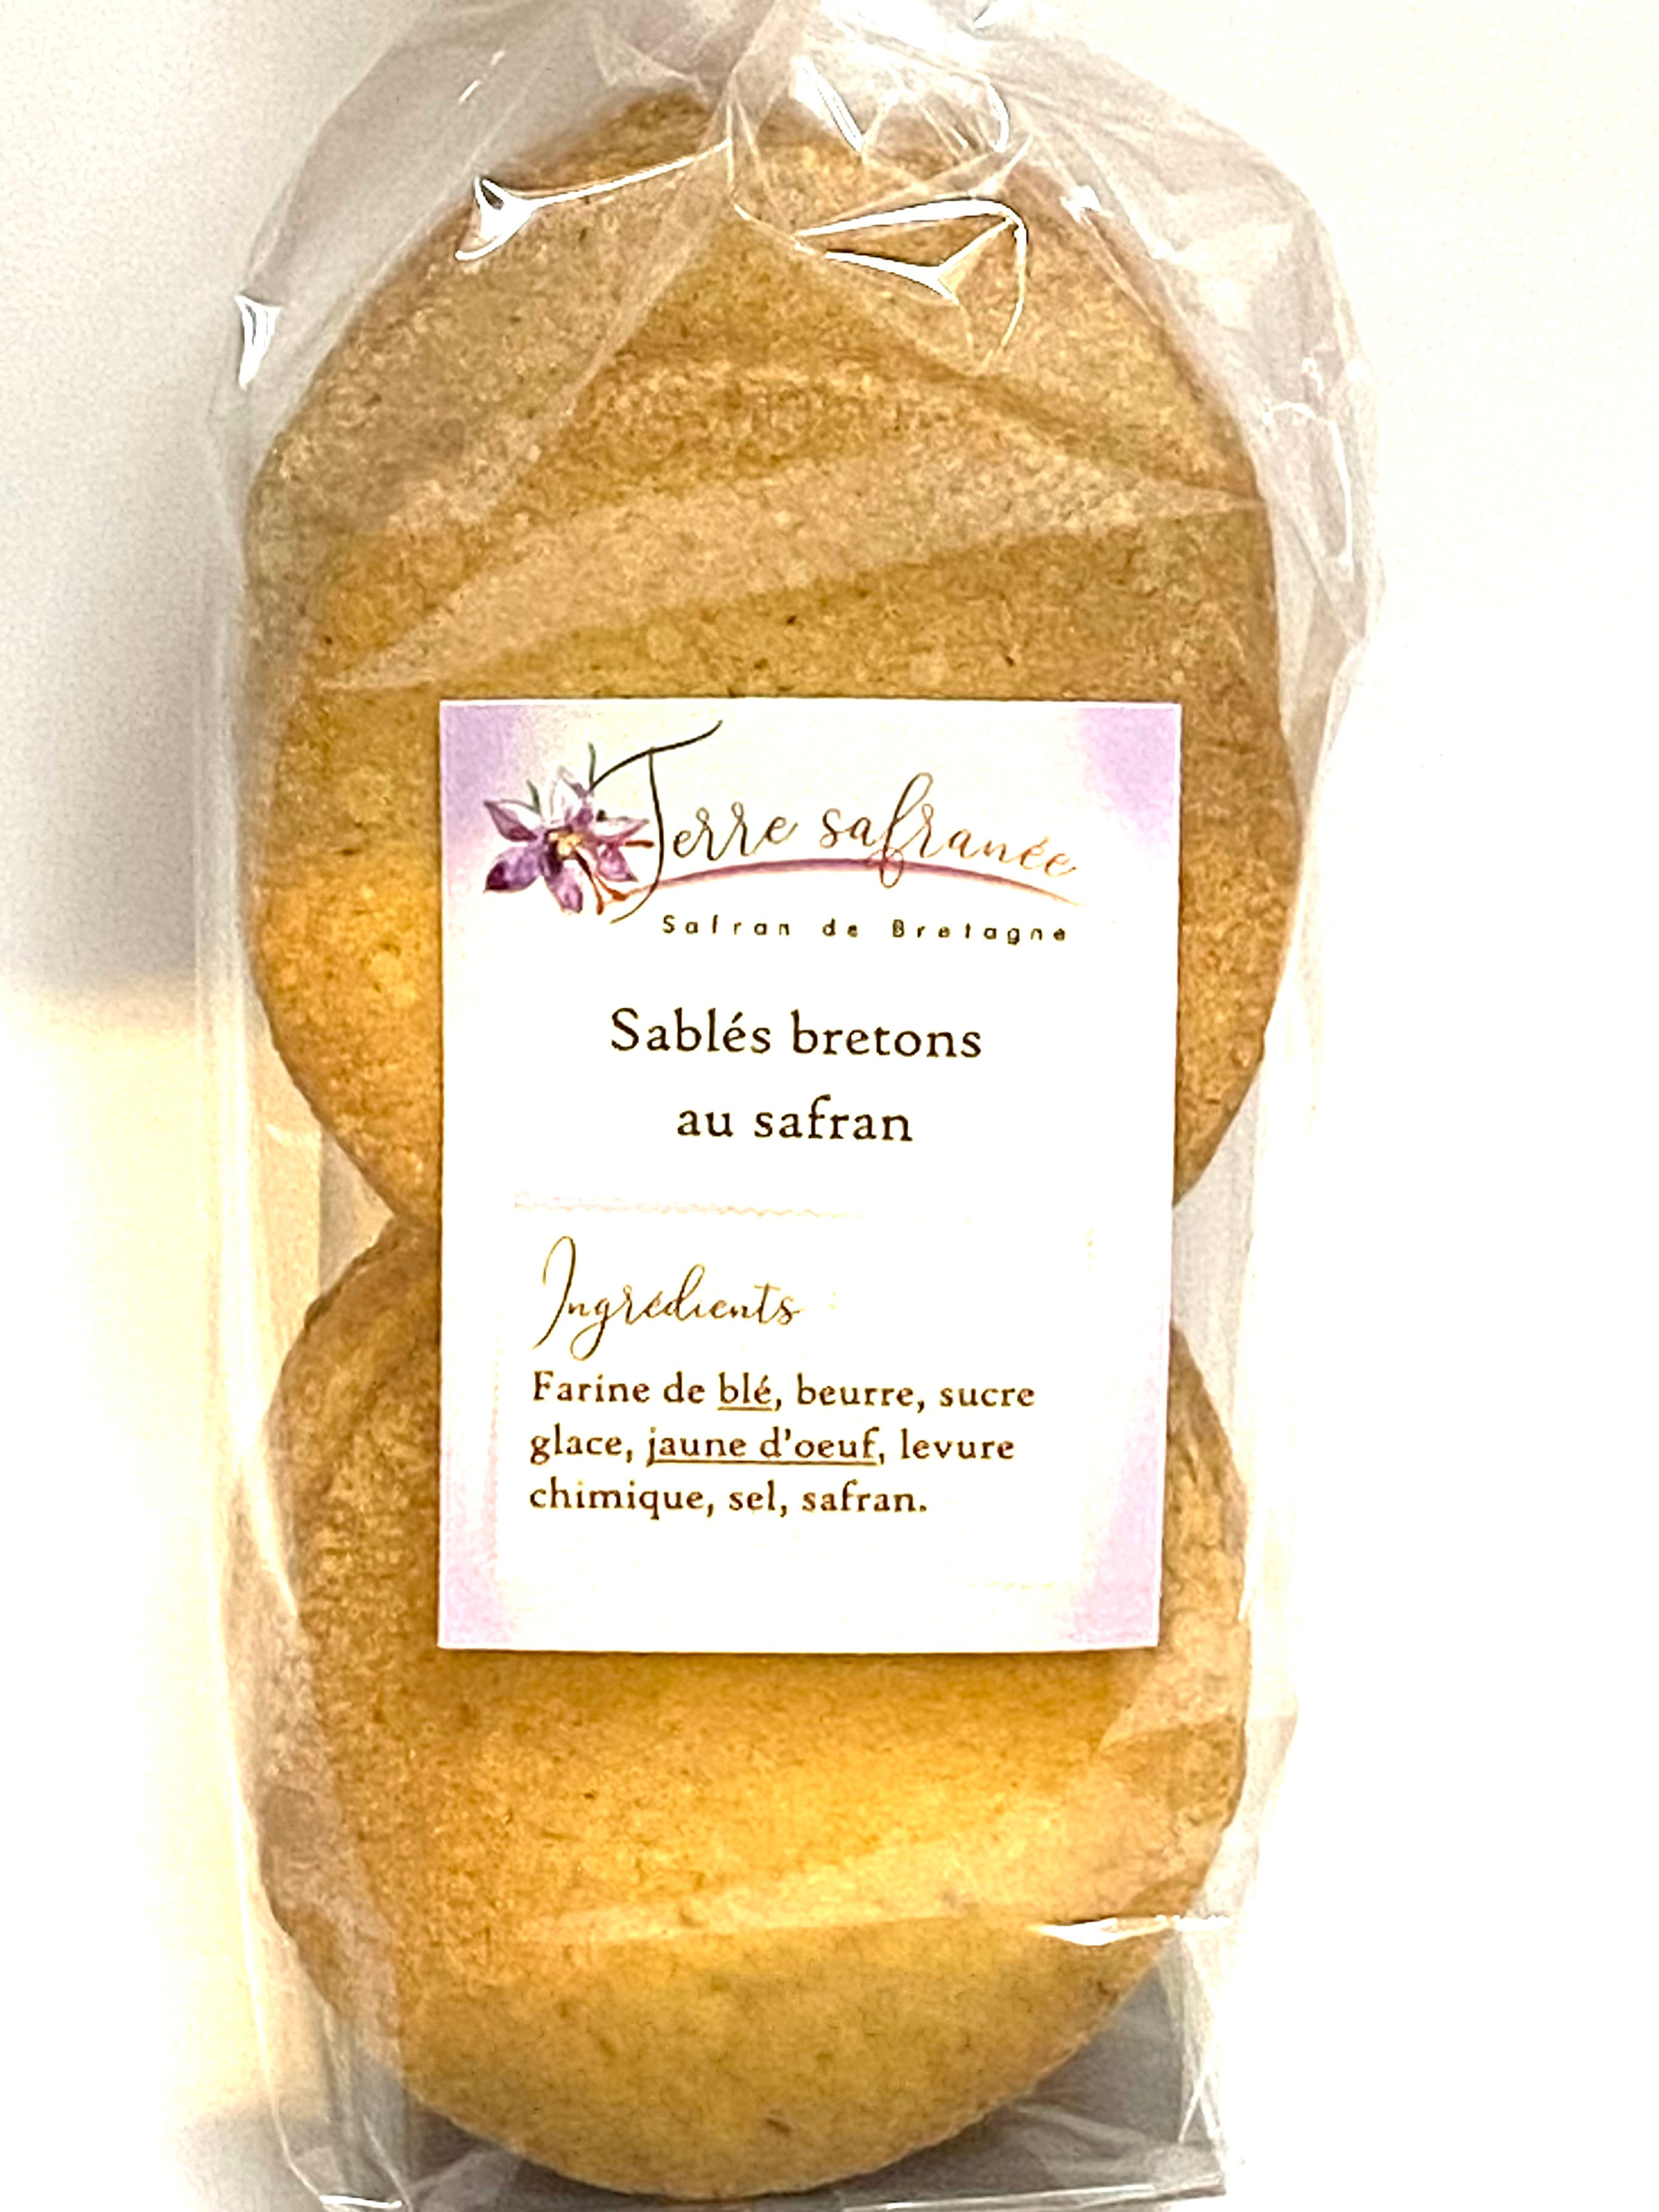 Terre safranée
Safran de Bretagne
Sablés bretons
au safran
Ingrédients :
Farine de blé, beurre, sucre
glace, jaune d'oeuf, levure
chimique, sel, safran.